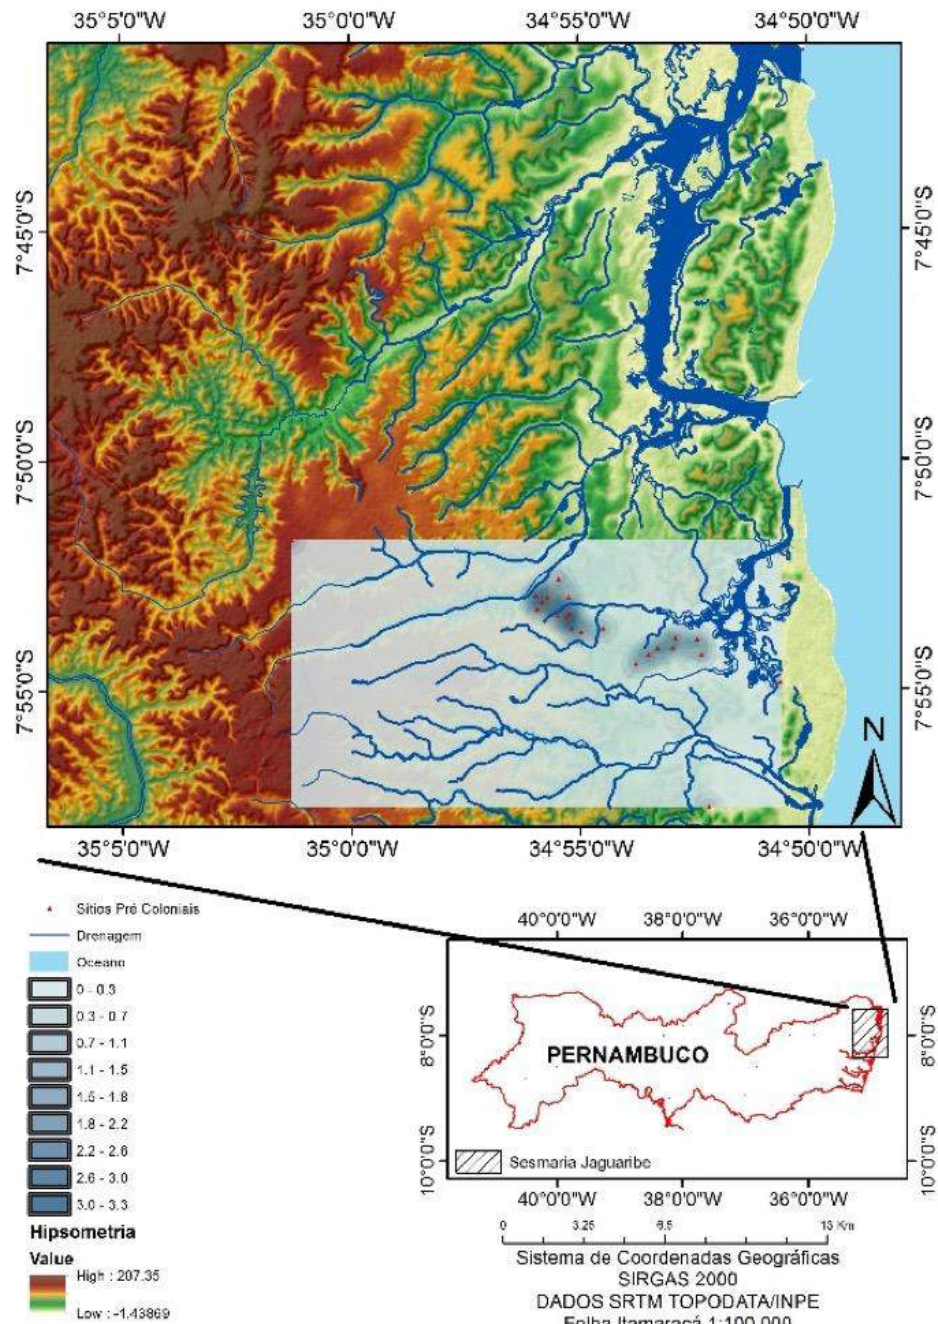 35°5'0"W 35°0'0"W 34°55'0"W 34°50'0"W
7°45'0"S 7°45'0"S
7°50'0"S 7°50'0"S
7°55'0"S 7°55'0"S
N
35°5'0"W 35°0'0"W 34°55'0"W 34°50'0"W
Sitios Pré Coloniais
Drenagem
Oceano
0 - 0.3
0.3 - 0.7
0.7 - 1.1
1.1 - 1.5
1.5 - 1.8
1.8 - 2.2
2.2 - 2.6
2.6 - 3.0
3.0 - 3.3
Hipsometria
Value
High : 207.35
Low : -1.43869
40°0'0"W 38°0'0"W 36°0'0"W
8°0'0"S 8°0'0"S
PERNAMBUCO
Sesmaria Jaguaribe
10°0'0"S 10°0'0"S
40°0'0"W 38°0'0"W 36°0'0"W
0 3.25 6.5 13 Km
Sistema de Coordenadas Geográficas
SIRGAS 2000
DADOS SRTM TOPODATA/INPE
Folha Itamaracá 1:100.000